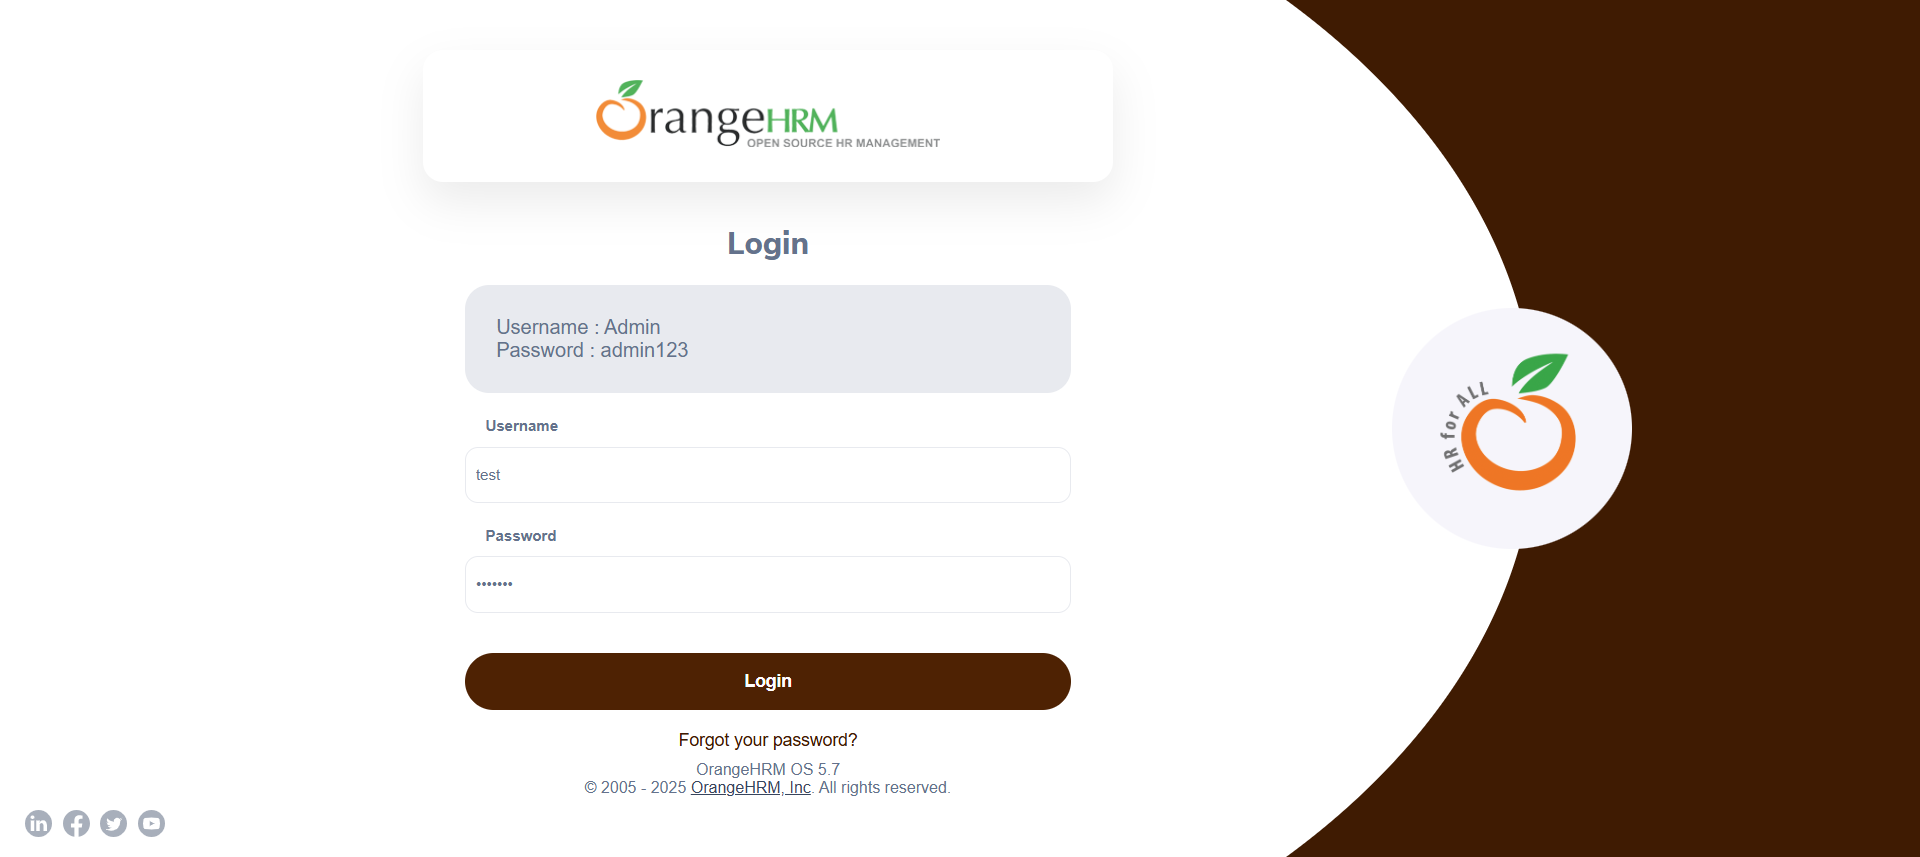 OrangeHRM
OPEN SOURCE HR MANAGEMENT
Login
Username : Admin
Password : admin123
Username
test
Password
•••••••
Login
Forgot your password?
OrangeHRM OS 5.7
© 2005 - 2025 OrangeHRM, Inc. All rights reserved.
HR for ALL